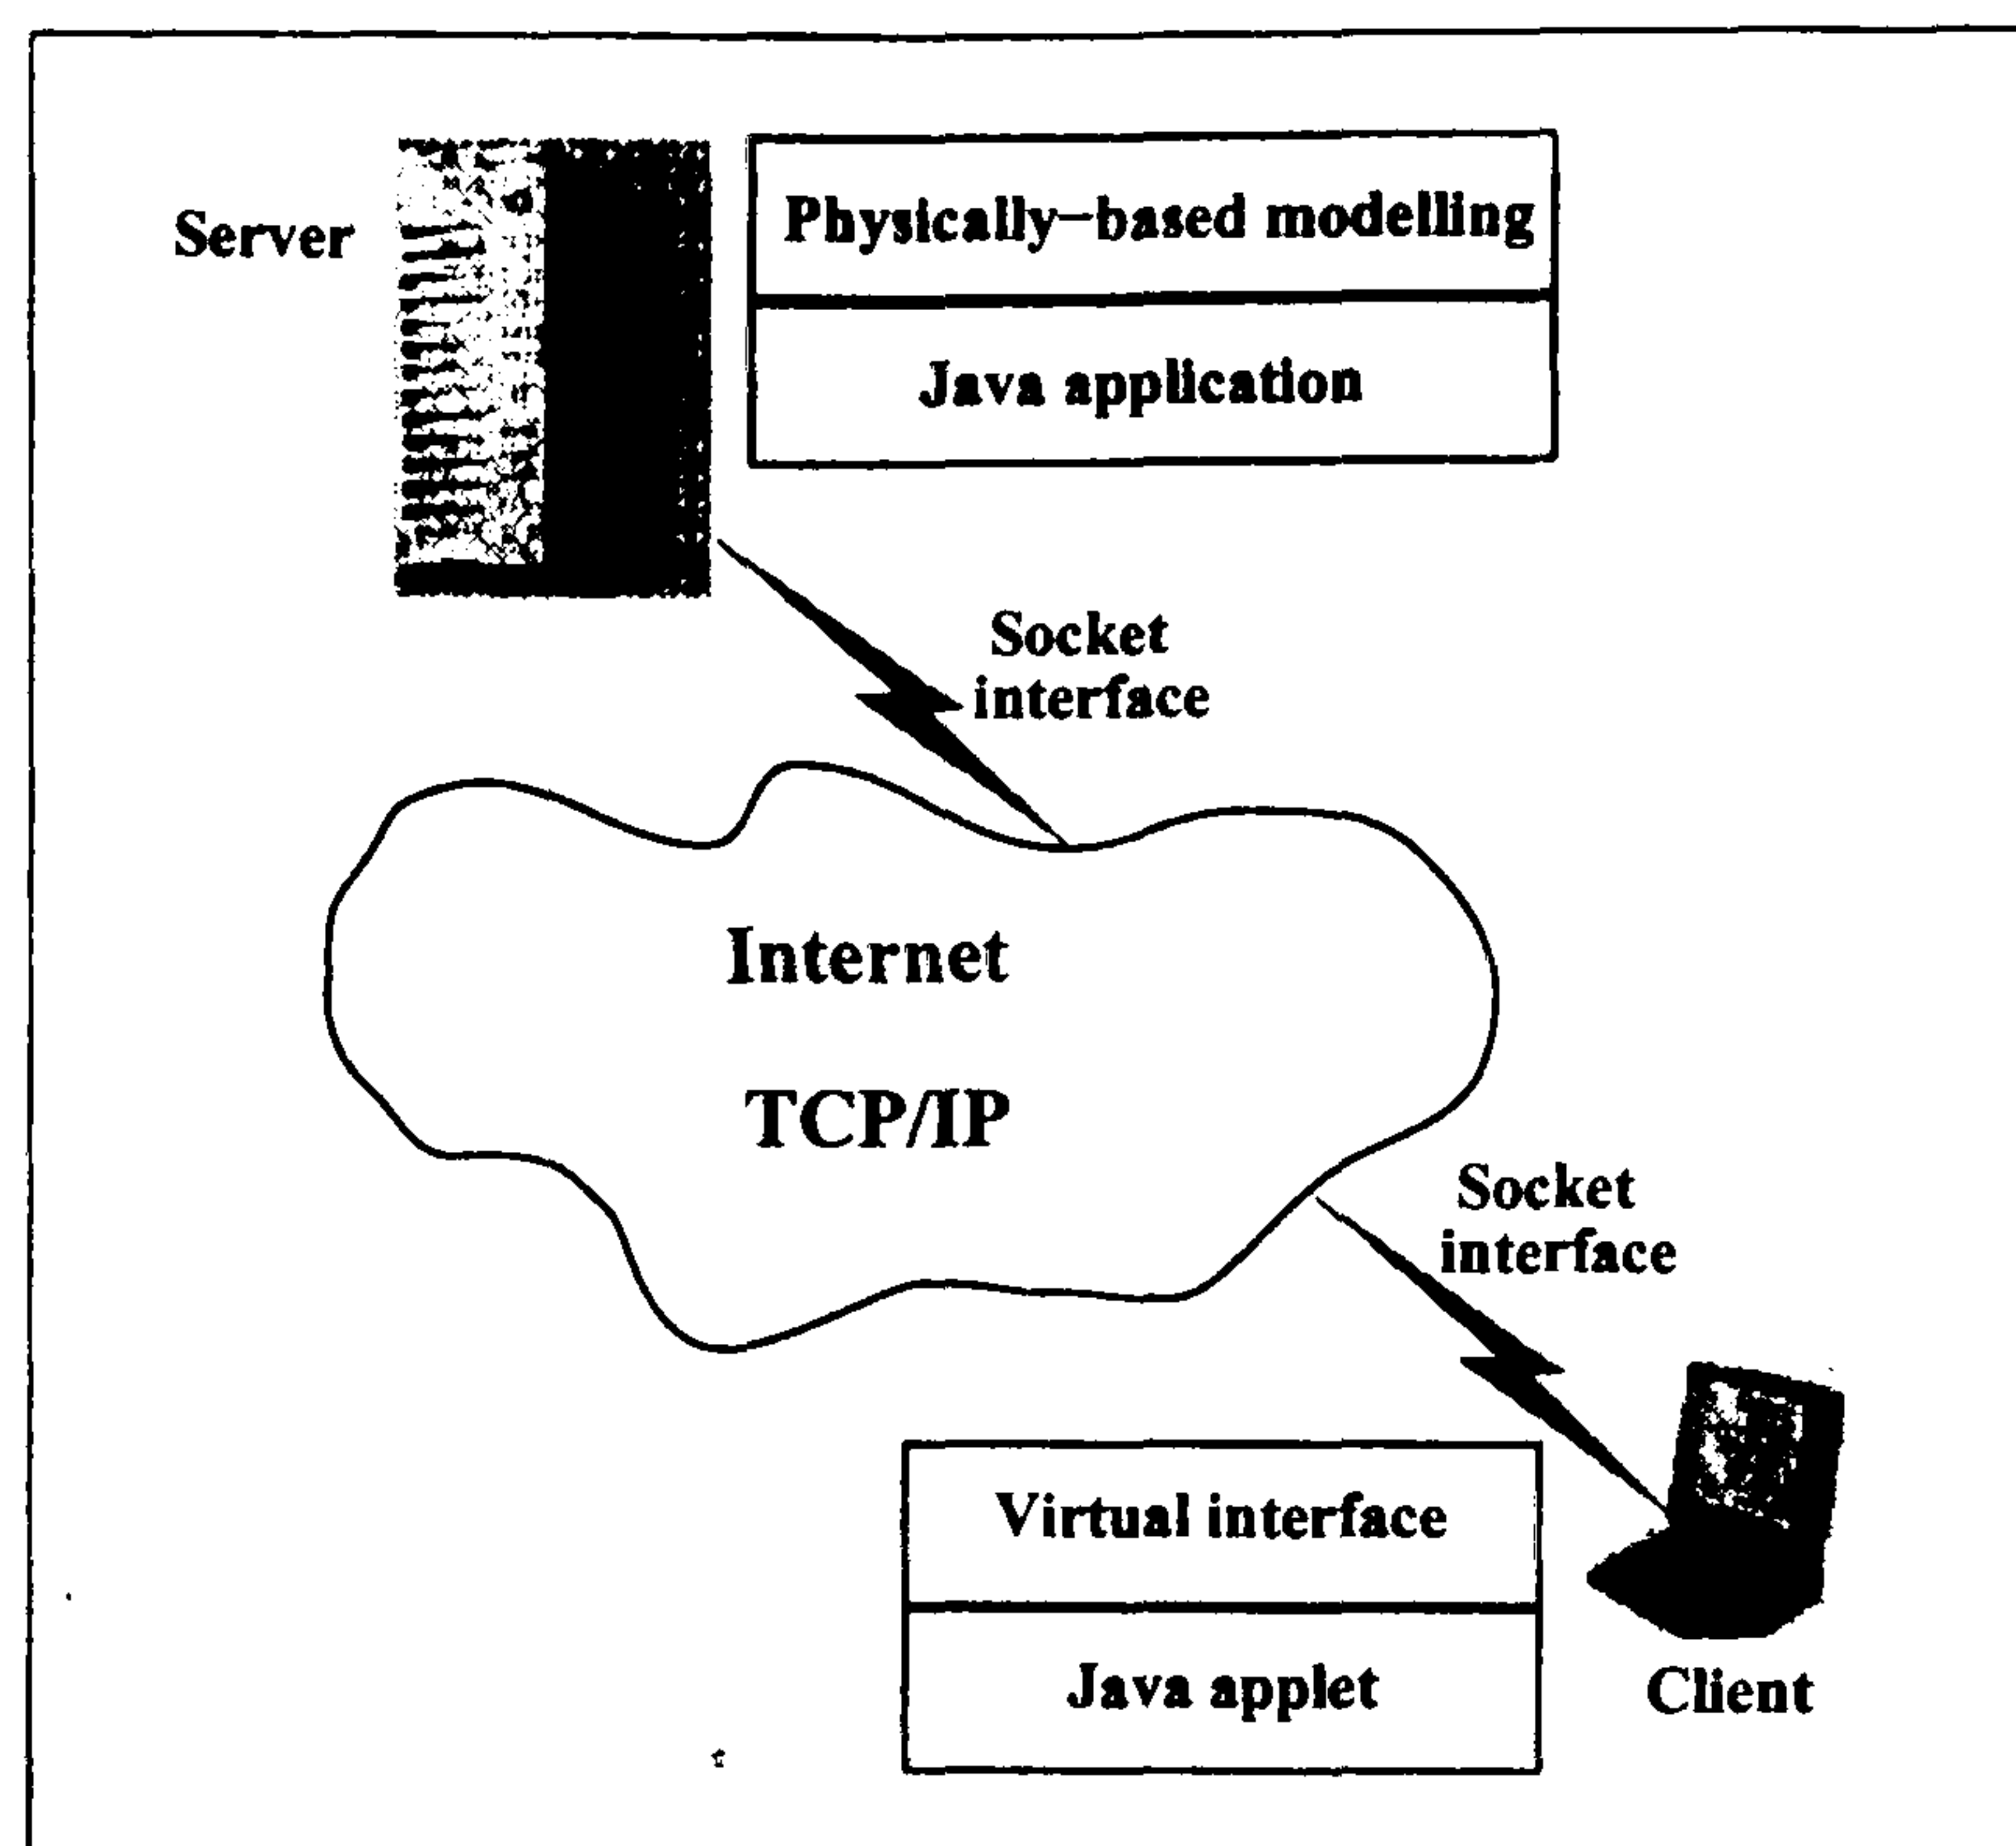 Server
Physically-based modelling
Java application
Socket
interface
Internet
TCP/IP
Socket
interface
Virtual interface
Java applet
Client